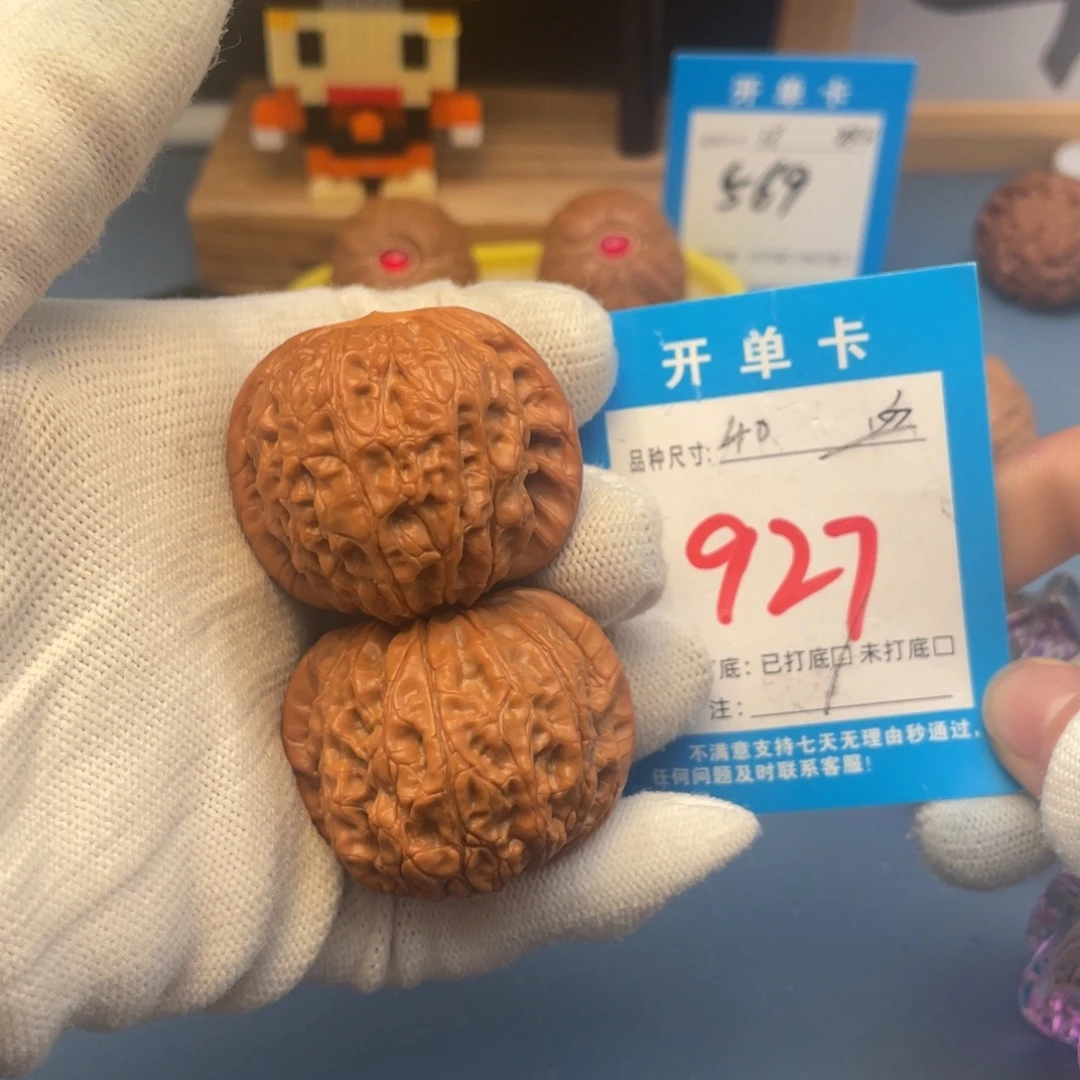 开单卡
569
开单卡
品种尺寸: 40
927
底: 已打底☑ 未打底☐
注:
不满意支持七天无理由秒通过,
任何问题及时联系客服!